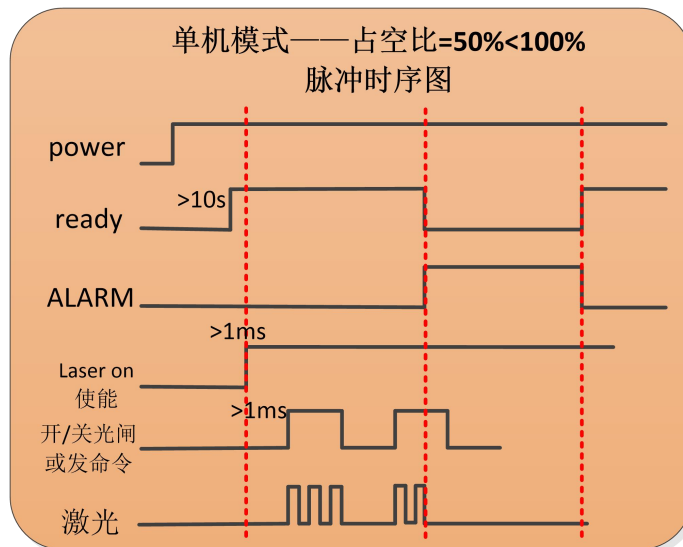 单机模式——占空比=50%<100%
脉冲时序图
power
>10s
ready
ALARM
>1ms
Laser on
使能
>1ms
开/关光闸
或发命令
激光